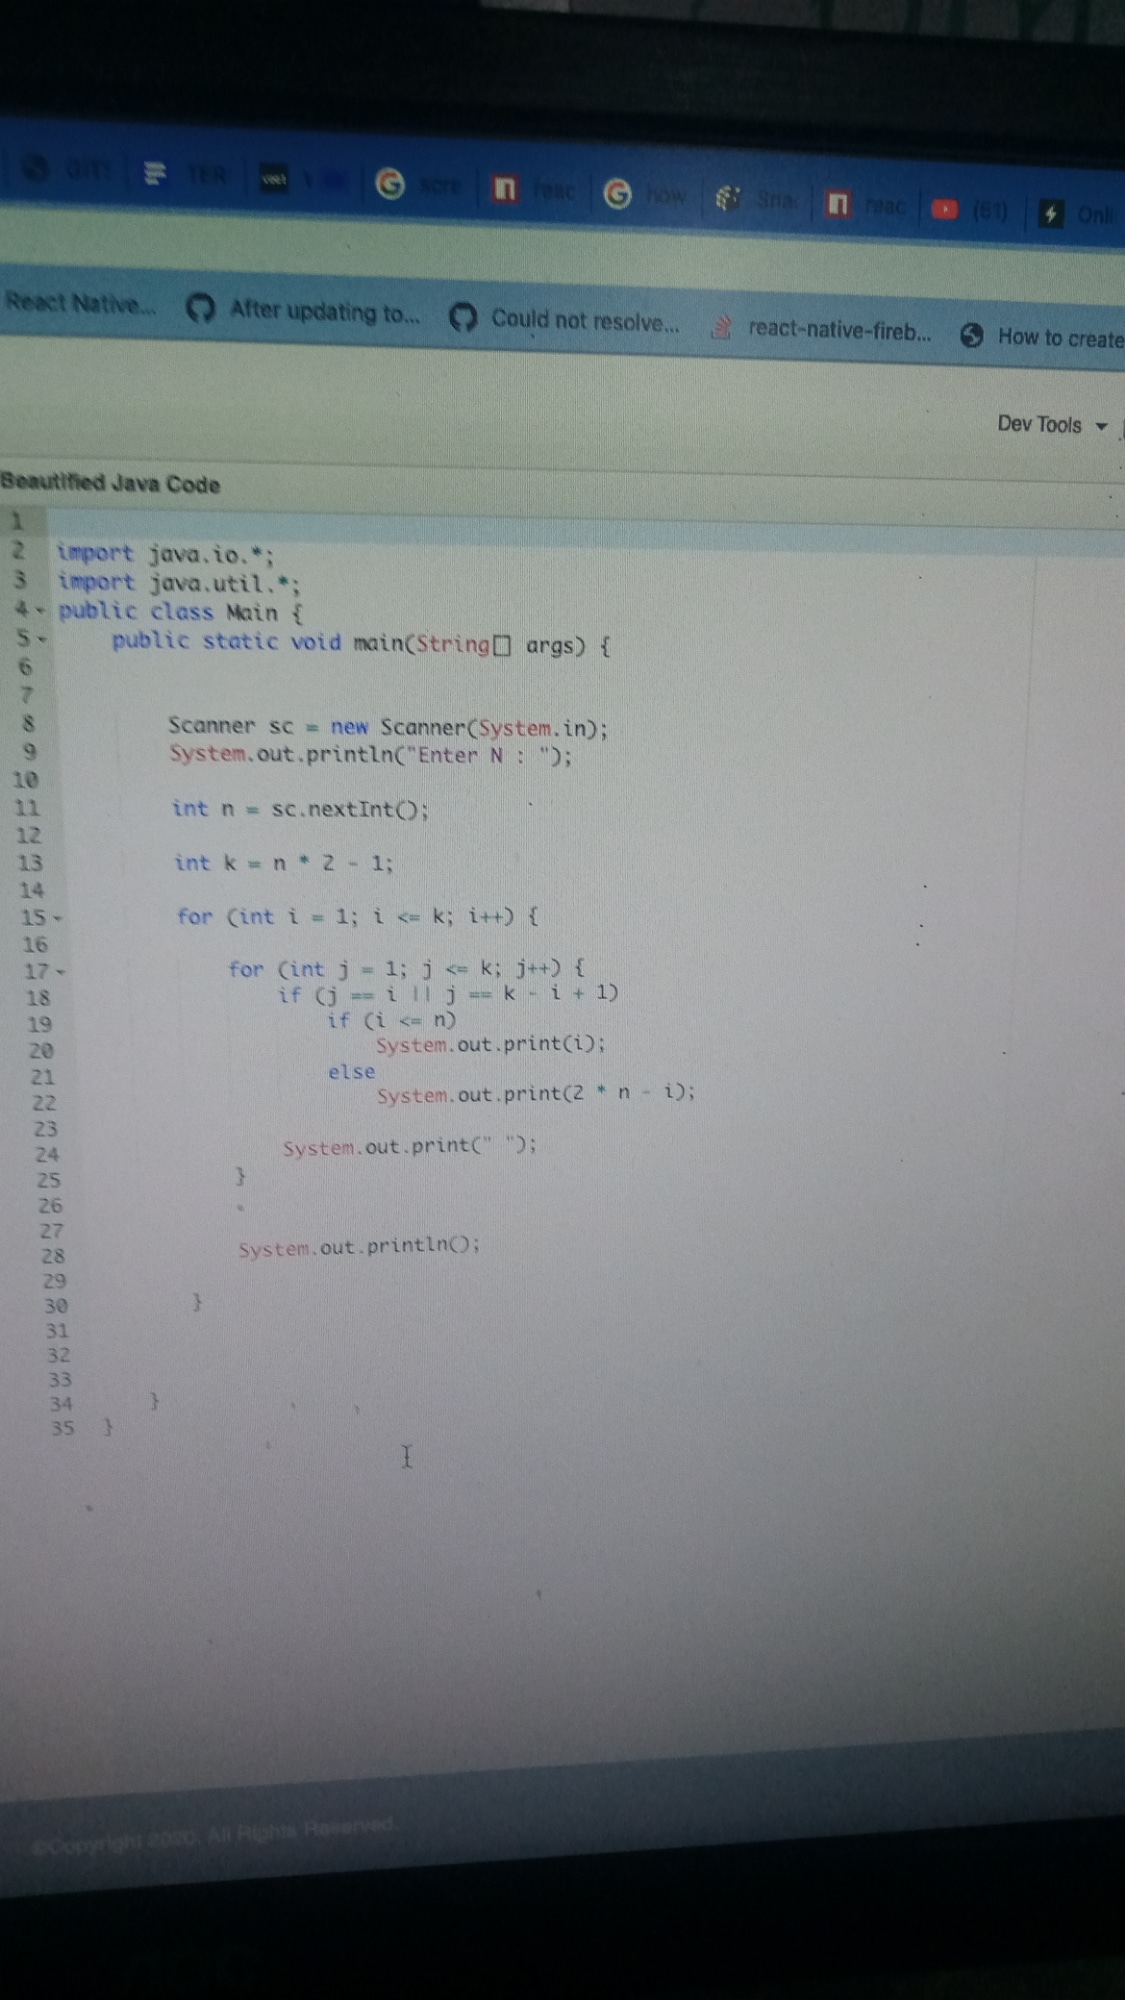 TER
scre
reac
how
Sna
reac
(61)
Onli
React Native...
After updating to...
Could not resolve...
react-native-fireb...
How to create
Dev Tools
Beautified Java Code
1
2 import java.io.*;
3 import java.util.*;
4 public class Main {
5 public static void main(String[] args) {
6
7
8 Scanner sc = new Scanner(System.in);
9 System.out.println("Enter N : ");
10
11 int n = sc.nextInt();
12
13 int k = n * 2 - 1;
14
15 for (int i = 1; i <= k; i++) {
16
17 for (int j = 1; j <= k; j++) {
18 if (j == i || j == k - i + 1)
19 if (i <= n)
20 System.out.print(i);
21 else
22 System.out.print(2 * n - i);
23
24 System.out.print(" ");
25 }
26
27
28 System.out.println();
29
30 }
31
32
33
34 }
35 }
©Copyright 2020. All Rights Reserved.